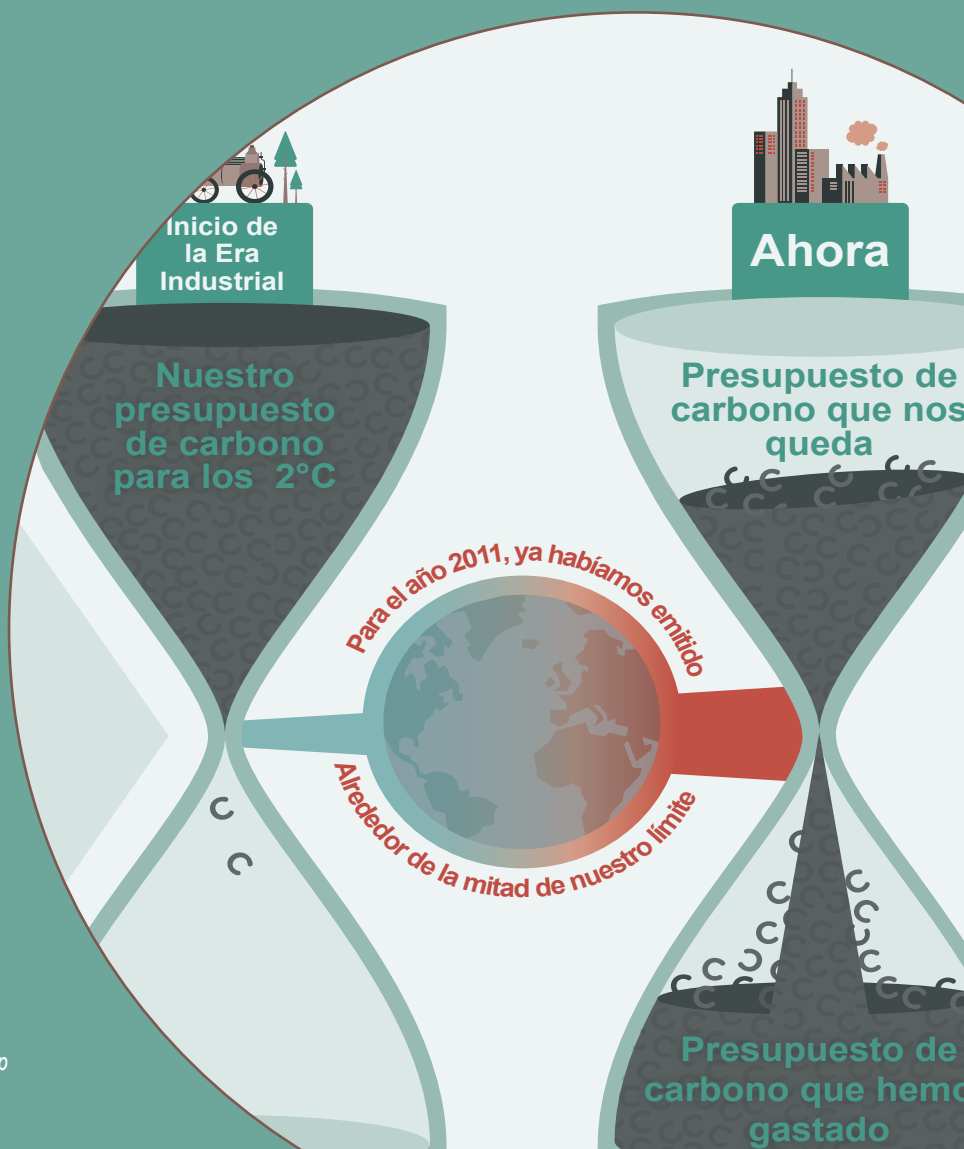 Inicio de
la Era
Industrial
Nuestro
presupuesto
de carbono
para los 2°C
Ahora
Presupuesto de
carbono que nos
queda
Para el año 2011, ya habíamos emitido
Alrededor de la mitad de nuestro límite
Presupuesto de
carbono que hemo
gastado